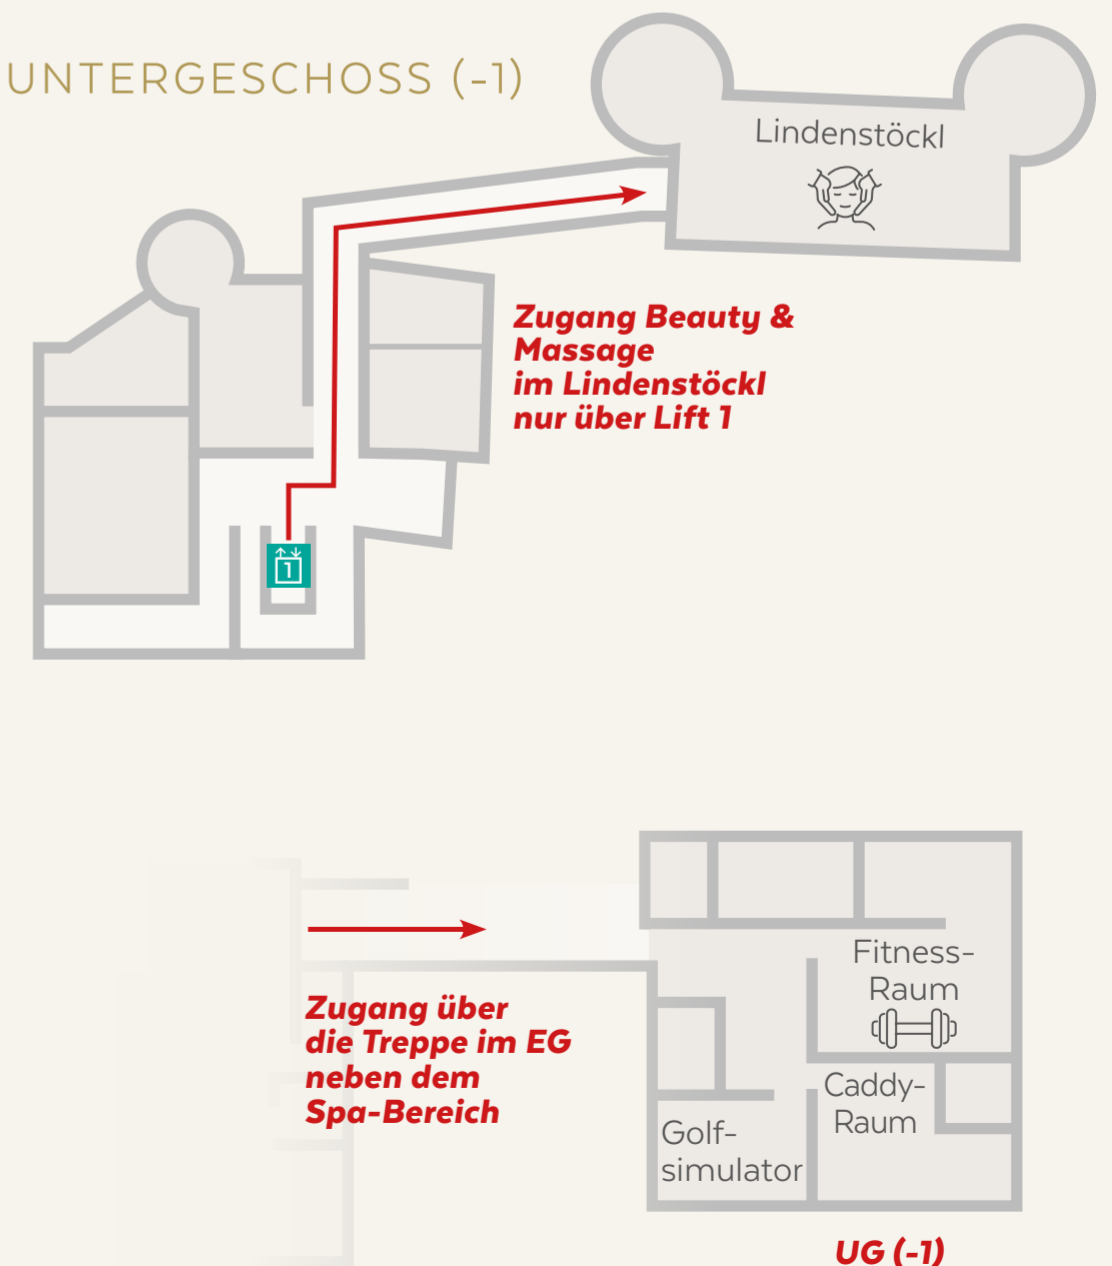 UNTERGESCHOSS (-1)
Lindenstöckl
Zugang Beauty &
Massage
im Lindenstöckl
nur über Lift 1
1
Zugang über
die Treppe im EG
neben dem
Spa-Bereich
Fitness-
Raum
Caddy-
Raum
Golf-
simulator
UG (-1)